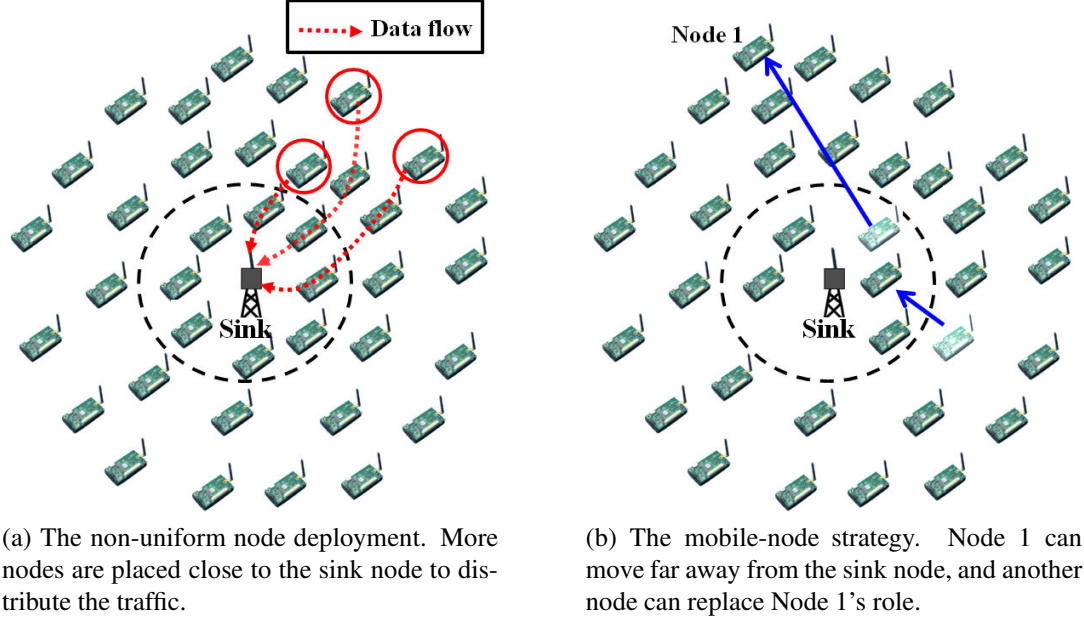 Data flow
Sink
(a) The non-uniform node deployment. More
nodes are placed close to the sink node to dis-
tribute the traffic.
Node 1
Sink
(b) The mobile-node strategy. Node 1 can
move far away from the sink node, and another
node can replace Node 1's role.